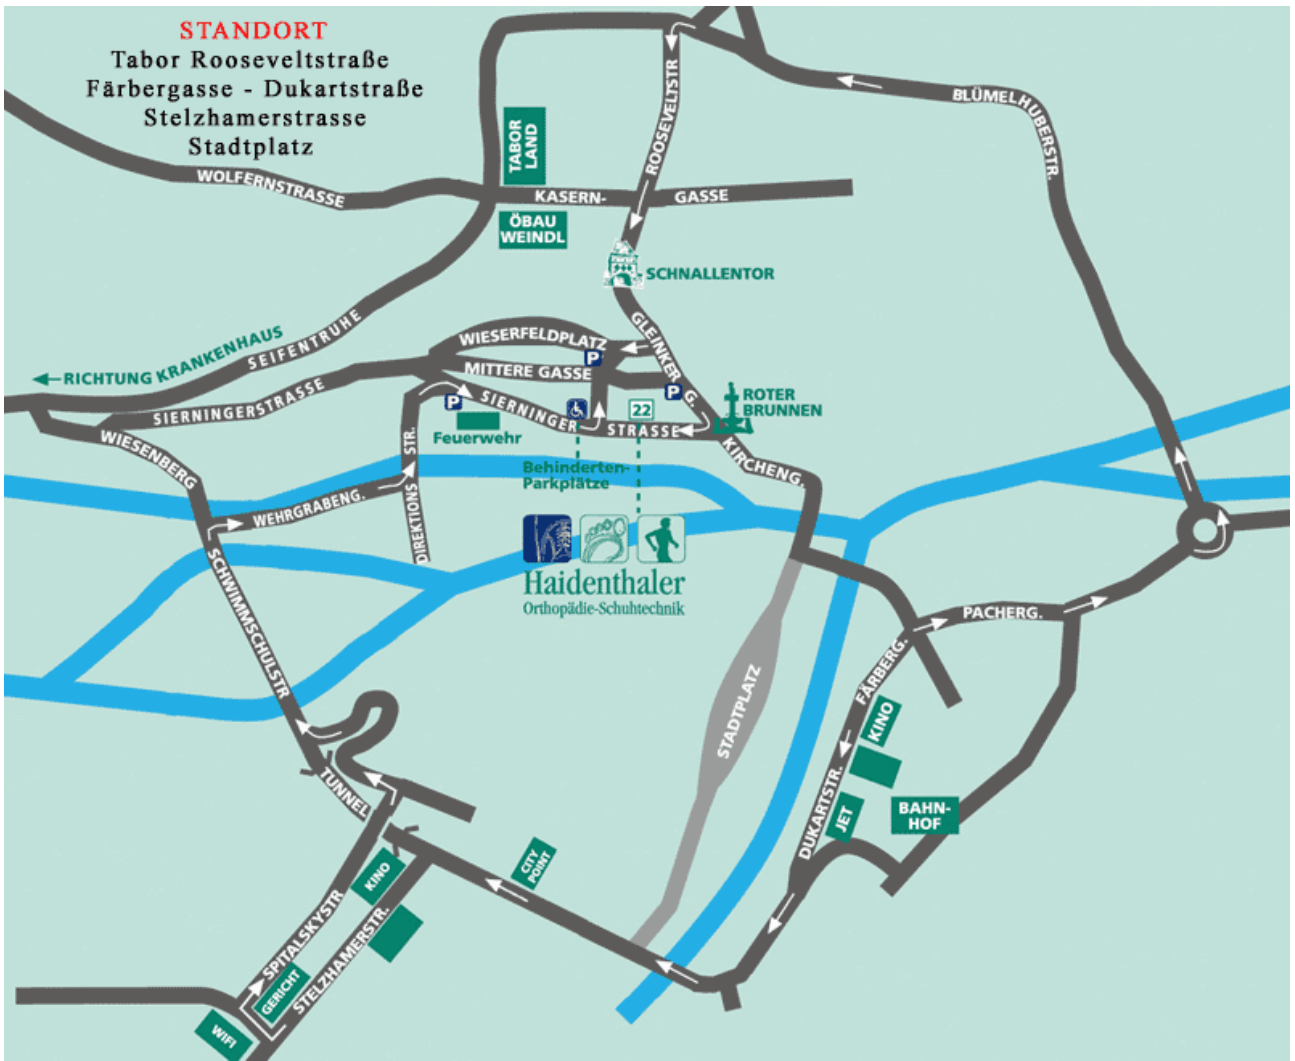 STANDORT
Tabor Rooseveltstraße
Färbergasse - Dukartstraße
Stelzhamerstrasse
Stadtplatz
ROOSEVELTSTR
BLÜMELHUBERSTR.
TABOR
LAND
WOLFERNSTRASSE
KASERN-
GASSE
ÖBAU
WEINDL
SCHNALLENTOR
GLEINKER G.
RICHTUNG KRANKENHAUS
SEIFENTRUHE
WIESERFELDPLATZ
P
MITTERE GASSE
P
SIERNINGERSTRASSE
P
SIERNINGER
STRASSE
22
ROTER
BRUNNEN
Feuerwehr
WIESENBERG
STR.
KIRCHENG.
Behinderten-
Parkplätze
WEHRGRABENG.
DIREKTIONS
Haidenthaler
Orthopädie-Schuhtechnik
SCHWIMMSCHULSTR
PACHERG.
FÄRBERG.
STADTPLATZ
KINO
TUNNEL
DUKARTSTR.
JET
BAHN-
HOF
CITY
POINT
KINO
SPITALSKYSTR
STELZHAMERSTR.
GERICHT
WIFI